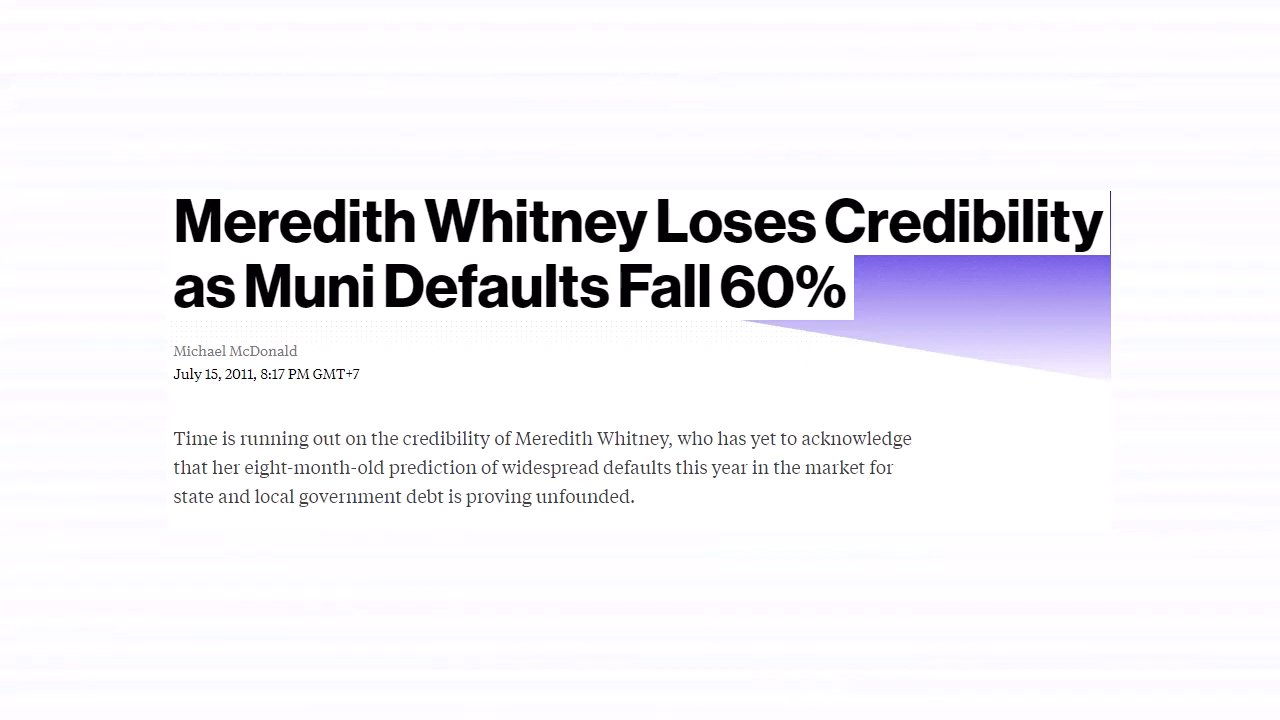 Meredith Whitney Loses Credibility
as Muni Defaults Fall 60%
Michael McDonald
July 15, 2011, 8:17 PM GMT+7
Time is running out on the credibility of Meredith Whitney, who has yet to acknowledge
that her eight-month-old prediction of widespread defaults this year in the market for
state and local government debt is proving unfounded.